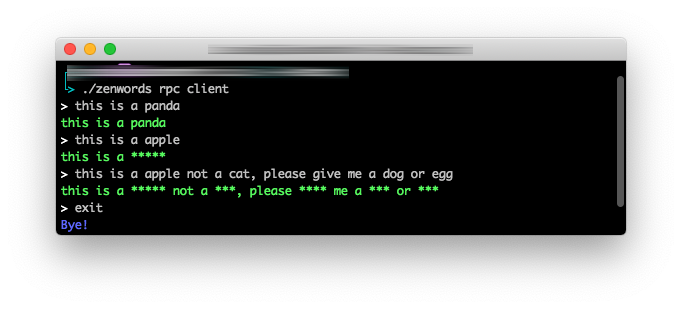 > ./zenwords rpc client
> this is a panda
this is a panda
> this is a apple
this is a *****
> this is a apple not a cat, please give me a dog or egg
this is a ***** not a ***, please **** me a *** or ***
> exit
Bye!